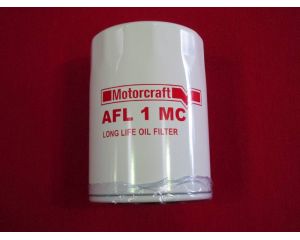 Motorcraft
AFL 1 MC
LONG LIFE OIL FILTER